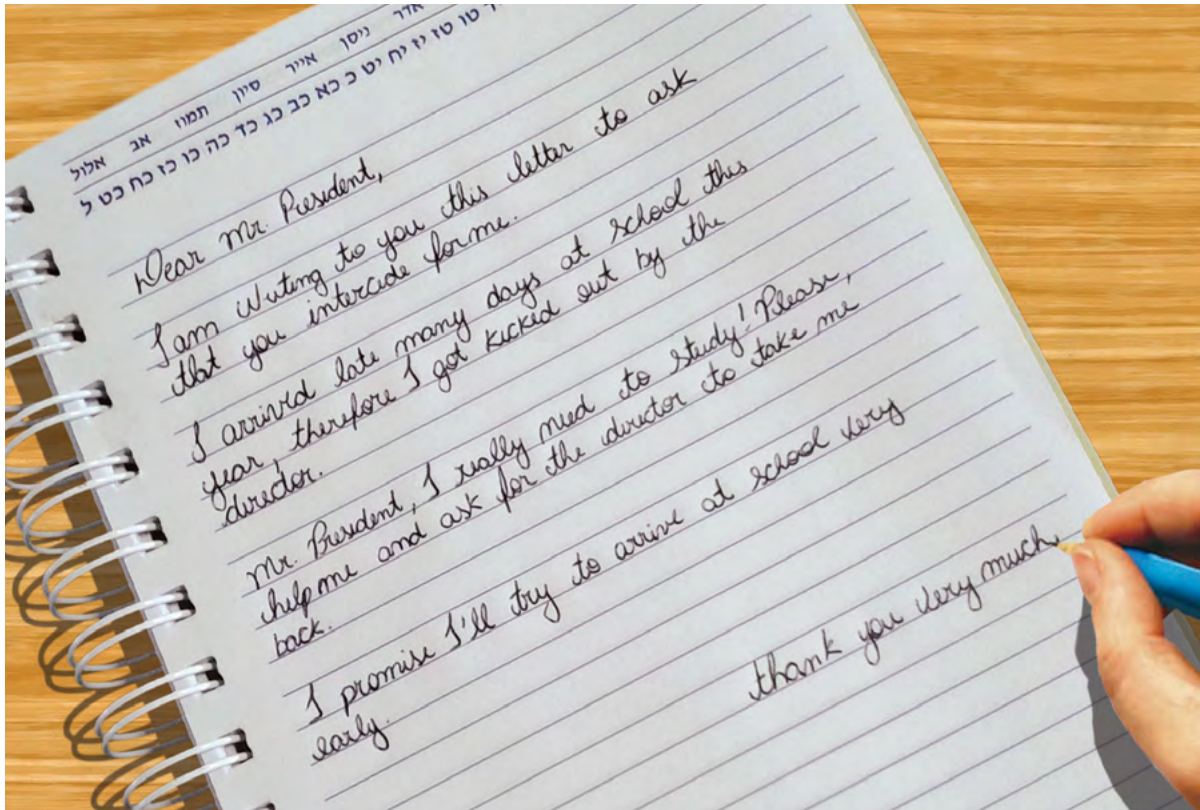 אדר ניסן אייר סיון תמוז אב אלול
טו טז יז יח יט כ כא כב כג כד כה כו כז כח כט ל
Dear Mr. President,
I am writing to you this letter to ask
that you intercede for me.
I arrived late many days at school this
year, therefore I got kicked out by the
director.
Mr. President, I really need to study! Please,
help me and ask for the director to take me
back.
I promise I'll try to arrive at school very
early.
thank you very much,